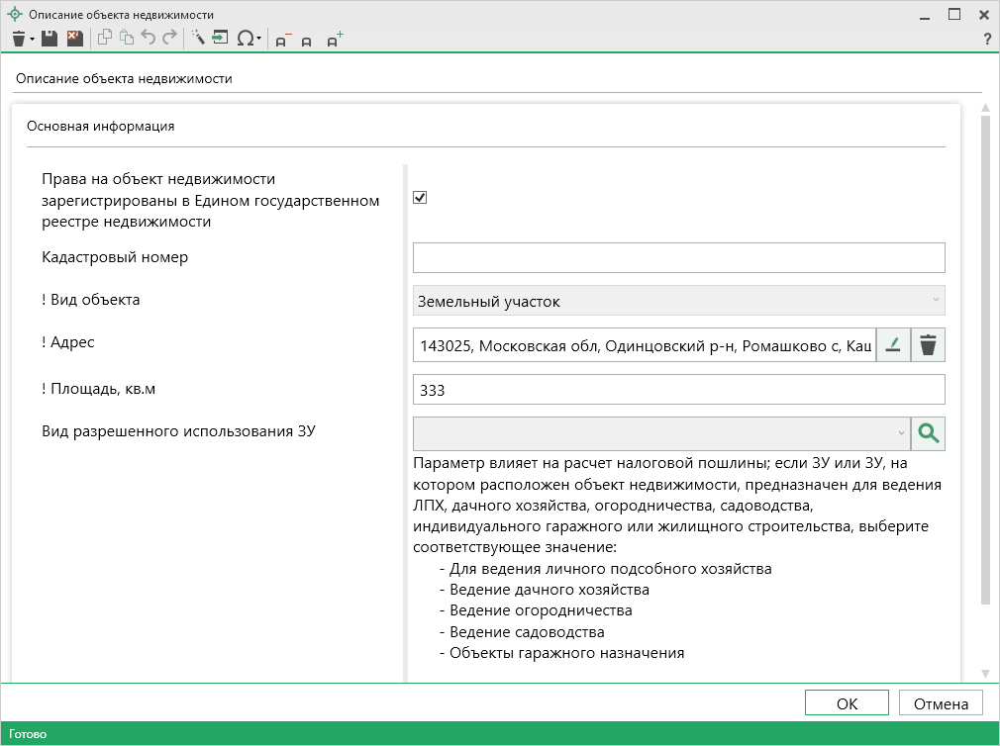 Описание объекта недвижимости
?
Описание объекта недвижимости
Основная информация
Права на объект недвижимости
зарегистрированы в Едином государственном
реестре недвижимости
Кадастровый номер
! Вид объекта
Земельный участок
! Адрес
143025, Московская обл, Одинцовский р-н, Ромашково с, Каш
! Площадь, кв.м
333
Вид разрешенного использования ЗУ
Параметр влияет на расчет налоговой пошлины; если ЗУ или ЗУ, на
котором расположен объект недвижимости, предназначен для ведения
ЛПХ, дачного хозяйства, огородничества, садоводства,
индивидуального гаражного или жилищного строительства, выберите
соответствующее значение:
- Для ведения личного подсобного хозяйства
- Ведение дачного хозяйства
- Ведение огородничества
- Ведение садоводства
- Объекты гаражного назначения
ОК
Отмена
Готово